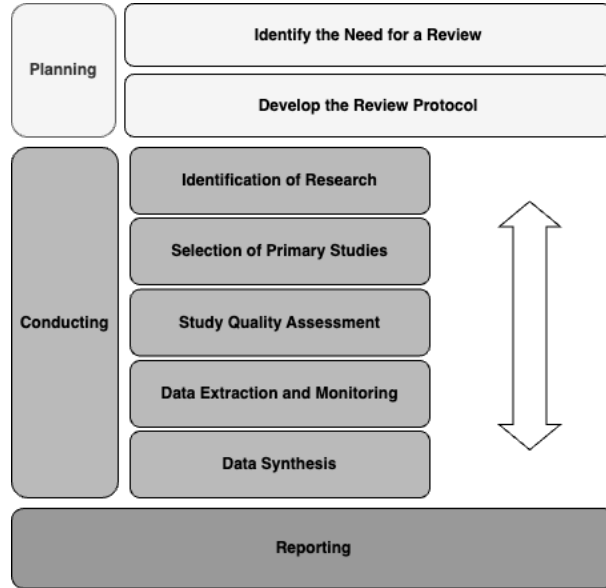 Planning
Identify the Need for a Review
Develop the Review Protocol
Conducting
Identification of Research
Selection of Primary Studies
Study Quality Assessment
Data Extraction and Monitoring
Data Synthesis
Reporting